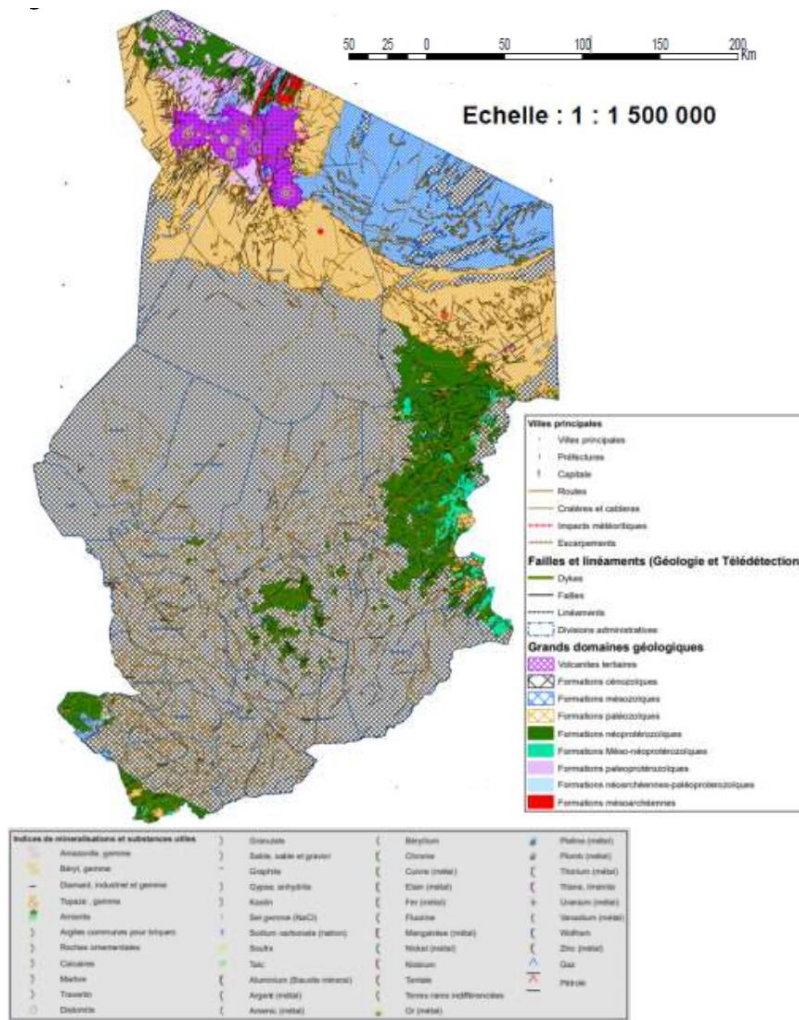 50 25 0 50 100 150 200
Km
Echelle : 1 : 1 500 000
Villes principales
Villes principales
Préfectures
Capitale
Routes
Cratères et calderas
Impacts météoritiques
Escarpements
Failles et linéaments (Géologie et Télédétection
Dykes
Failles
Linéaments
Divisions administratives
Grands domaines géologiques
Volcanites tertiaires
Formations cénozoïques
Formations mésozoïques
Formations paléozoïques
Formations néoprotérozoïques
Formations Méso-néoprotérozoïques
Formations paleoprotérozoïques
Formations néoarchéennes-paléoproterozoïques
Formations mésoarchéennes
Indices de mineralisations et substances utiles
Amazonite, gemme
Béryl, gemme
Diamant, industriel et gemme
Topaze , gemme
Amiante
Argiles communes pour briques
Roches ornementales
Calcaires
Marbre
Travertin
Diatomite
Granulats
Sable, sable et gravier
Graphite
Gypse, anhydrite
Kaolin
Sel gemme (NaCl)
Sodium carbonate (natron)
Soufre
Talc
Aluminium (Bauxite minerai)
Argent (métal)
Arsenic (métal)
Béryllium
Chrome
Cuivre (métal)
Etain (métal)
Fer (métal)
Fluorine
Manganèse (métal)
Nickel (métal)
Niobium
Tantale
Terres rares indifférenciées
Or (métal)
Platine (métal)
Plomb (métal)
Thorium (métal)
Titane, ilménite
Uranium (métal)
Vanadium (métal)
Wolfram
Zinc (métal)
Gaz
Pétrole